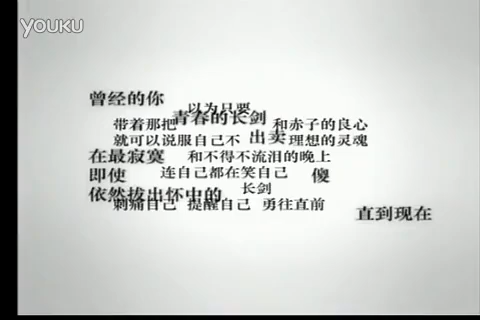 YOUKU
曾经的你
以为只要
带着那把青春的长剑 和赤子的良心
就可以说服自己不 出卖 理想的灵魂
在最寂寞 和不得不流泪的晚上
即使 连自己都在笑自己 傻
依然拔出怀中的 长剑
刺痛自己 提醒自己 勇往直前
直到现在